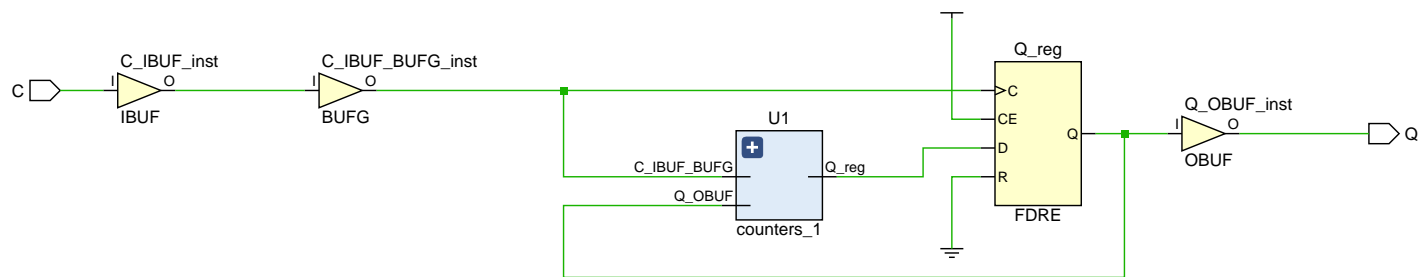 C
C_IBUF_inst
I
O
IBUF
C_IBUF_BUFG_inst
I
O
BUFG
U1
C_IBUF_BUFG
Q_OBUF
Q_reg
counters_1
Q_reg
C
CE
D
R
Q
FDRE
Q_OBUF_inst
I
O
OBUF
Q